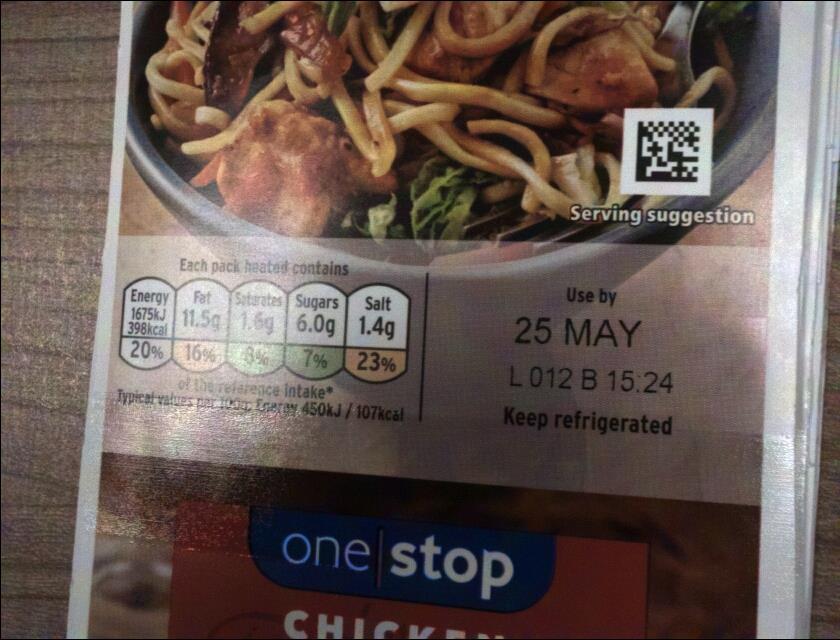 Serving suggestion
Each pack heated contains
Energy
1675kJ
398kcal
20%
Fat
11.5g
16%
Saturates
1.6g
8%
Sugars
6.0g
7%
Salt
1.4g
23%
of the reference intake*
Typical values per 100g: Energy 450kJ / 107kcal
Use by
25 MAY
L 012 B 15:24
Keep refrigerated
one stop
CHICKEN